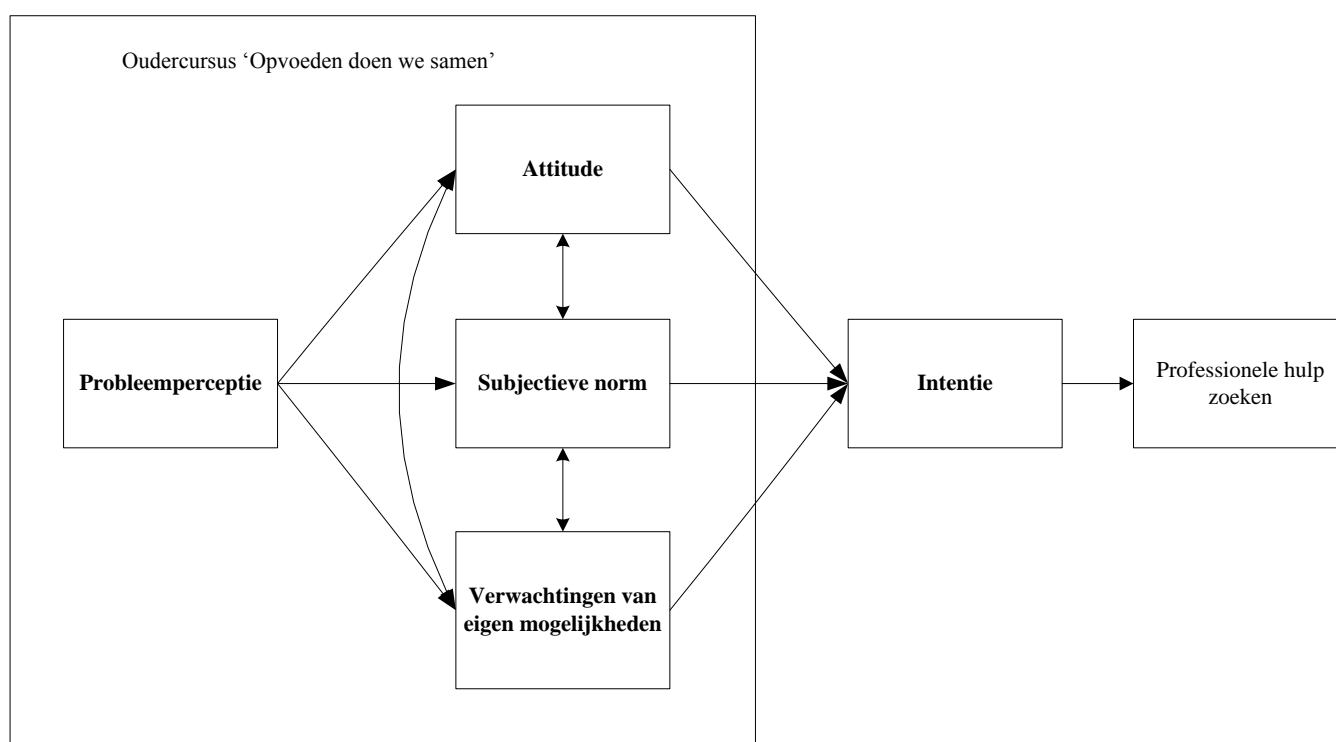 Oudercursus ‘Opvoeden doen we samen’
Attitude
Probleemperceptie
Subjectieve norm
Intentie
Professionele hulp
zoeken
Verwachtingen van
eigen mogelijkheden